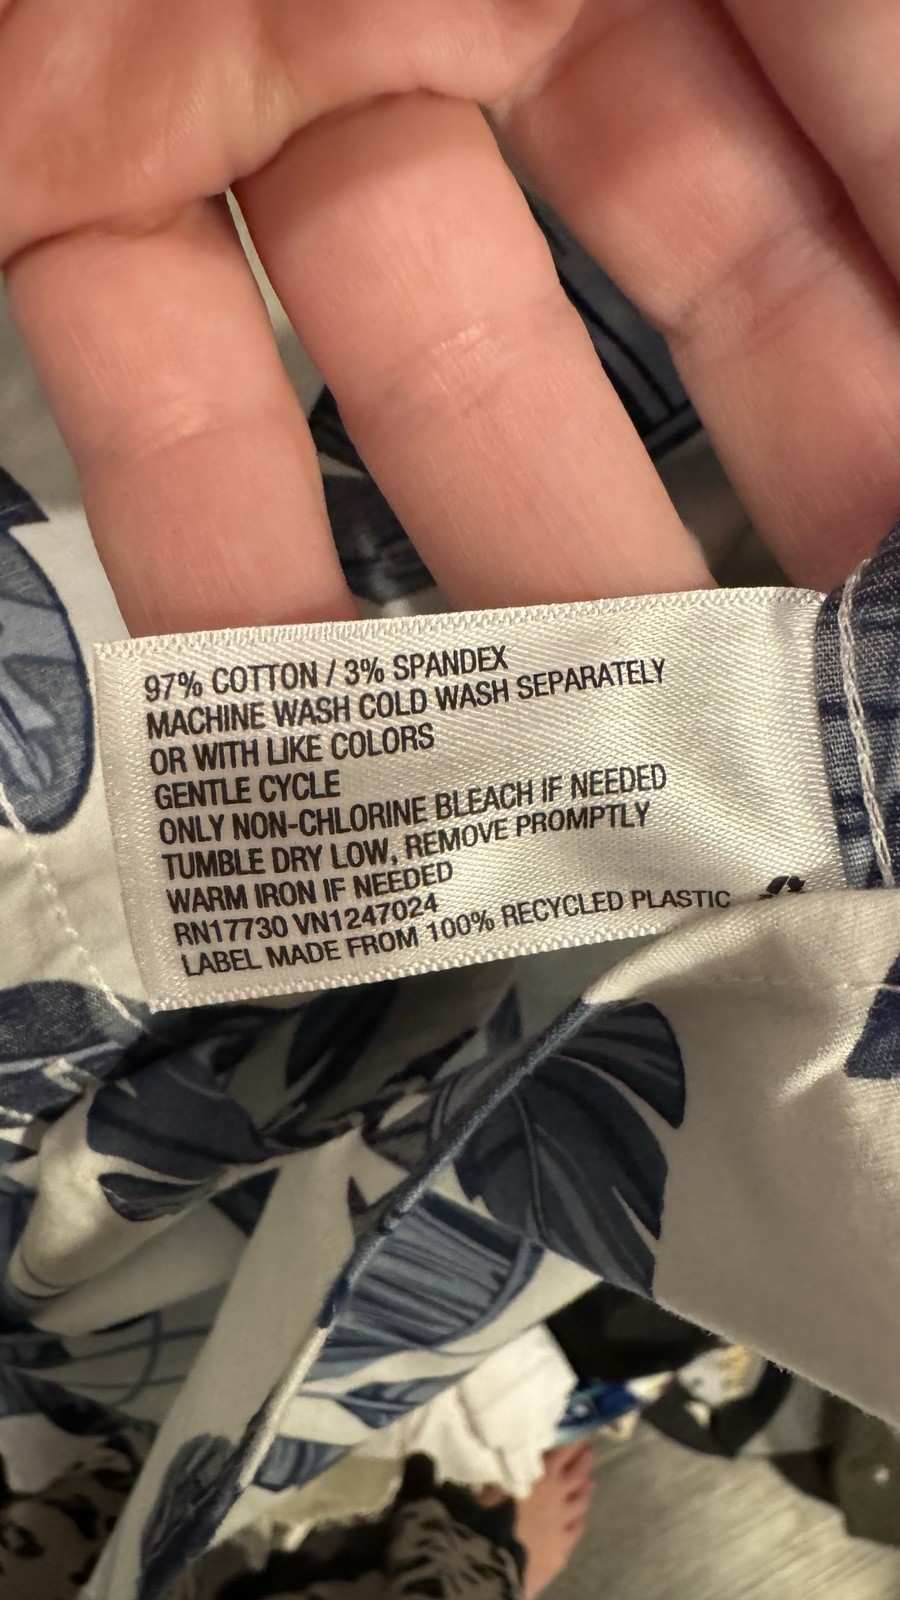 97% COTTON / 3% SPANDEX
MACHINE WASH COLD WASH SEPARATELY
OR WITH LIKE COLORS
GENTLE CYCLE
ONLY NON-CHLORINE BLEACH IF NEEDED
TUMBLE DRY LOW, REMOVE PROMPTLY
WARM IRON IF NEEDED
RN17730 VN1247024
LABEL MADE FROM 100% RECYCLED PLASTIC